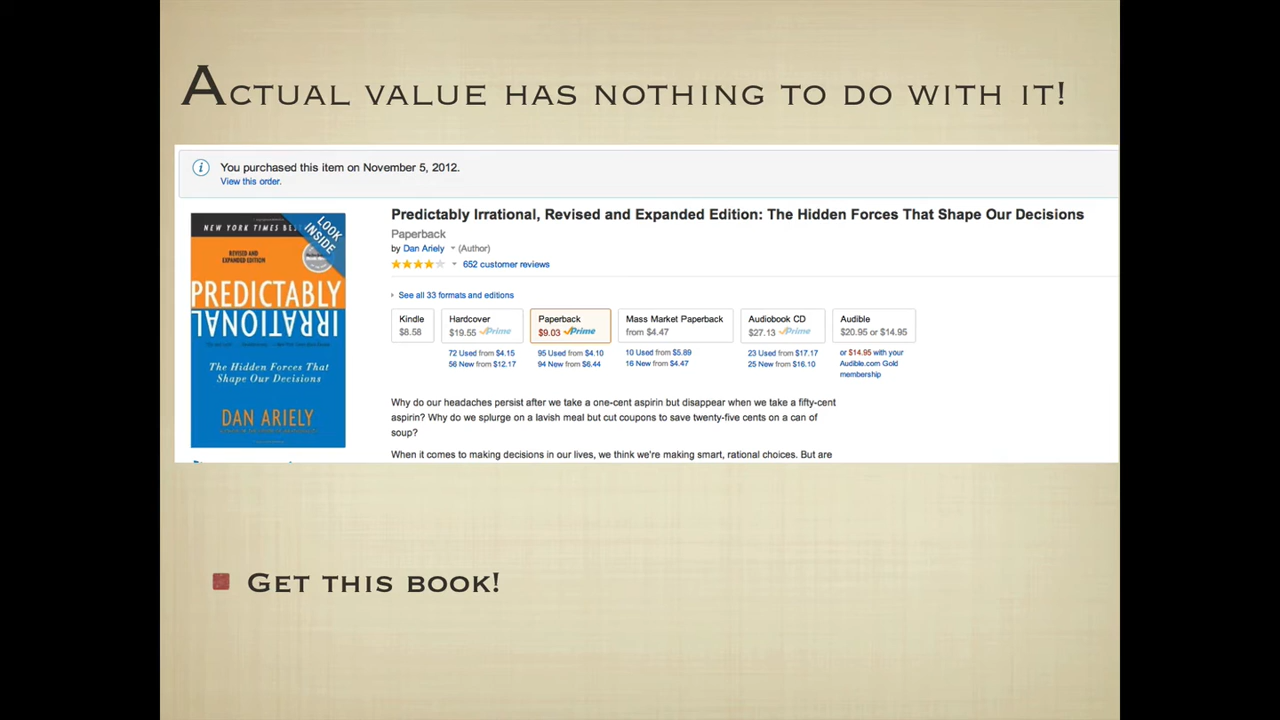 Actual value has nothing to do with it!
You purchased this item on November 5, 2012.
View this order.
LOOK INSIDE
NEW YORK TIMES
REVISED AND
EXPANDED EDITION
PREDICTABLY
IRRATIONAL
The Hidden Forces That
Shape Our Decisions
DAN ARIELY
Predictably Irrational, Revised and Expanded Edition: The Hidden Forces That Shape Our Decisions
Paperback
by Dan Ariely (Author)
652 customer reviews
See all 33 formats and editions
Kindle
$8.58
Hardcover
$19.55 Prime
72 Used from $4.15
56 New from $12.17
Paperback
$9.03 Prime
95 Used from $4.10
94 New from $6.44
Mass Market Paperback
from $4.47
10 Used from $5.89
16 New from $4.47
Audiobook CD
$27.13 Prime
23 Used from $17.17
25 New from $16.10
Audible
$20.95 or $14.95
or $14.95 with your
Audible.com Gold
membership
Why do our headaches persist after we take a one-cent aspirin but disappear when we take a fifty-cent
aspirin? Why do we splurge on a lavish meal but cut coupons to save twenty-five cents on a can of
soup?
When it comes to making decisions in our lives, we think we're making smart, rational choices. But are
Get this book!